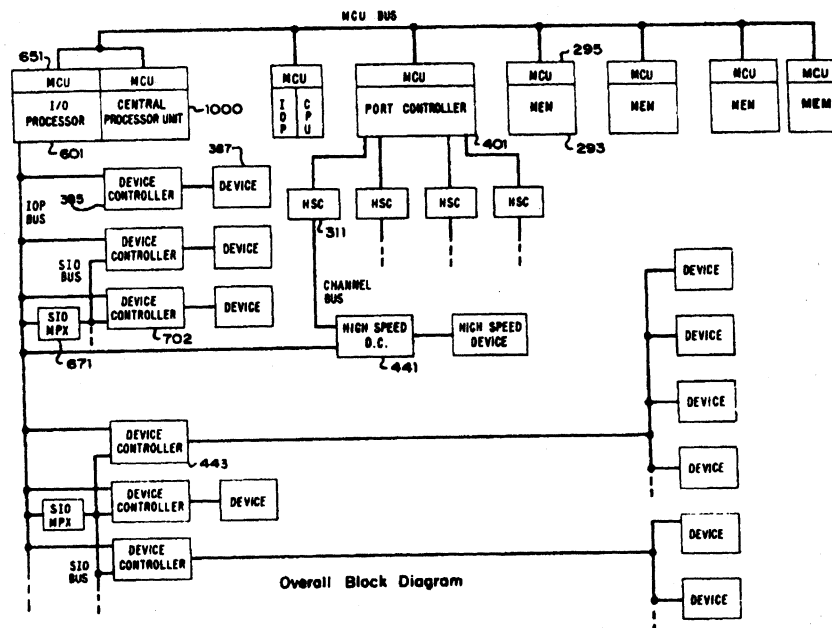 MCU BUS
651
MCU
MCU
I/O
PROCESSOR
CENTRAL
PROCESSOR UNIT
1000
601
MCU
IOP
CPU
MCU
PORT CONTROLLER
401
295
MCU
MEM
293
MCU
MEM
MCU
MEM
MCU
MEM
387
DEVICE
CONTROLLER
DEVICE
385
IOP
BUS
HSC
HSC
HSC
HSC
311
DEVICE
CONTROLLER
DEVICE
SIO
BUS
DEVICE
CONTROLLER
DEVICE
SIO
MPX
702
671
CHANNEL
BUS
HIGH SPEED
D.C.
HIGH SPEED
DEVICE
441
DEVICE
DEVICE
DEVICE
DEVICE
DEVICE
CONTROLLER
443
SIO
MPX
DEVICE
CONTROLLER
DEVICE
DEVICE
CONTROLLER
SIO
BUS
DEVICE
DEVICE
Overall Block Diagram